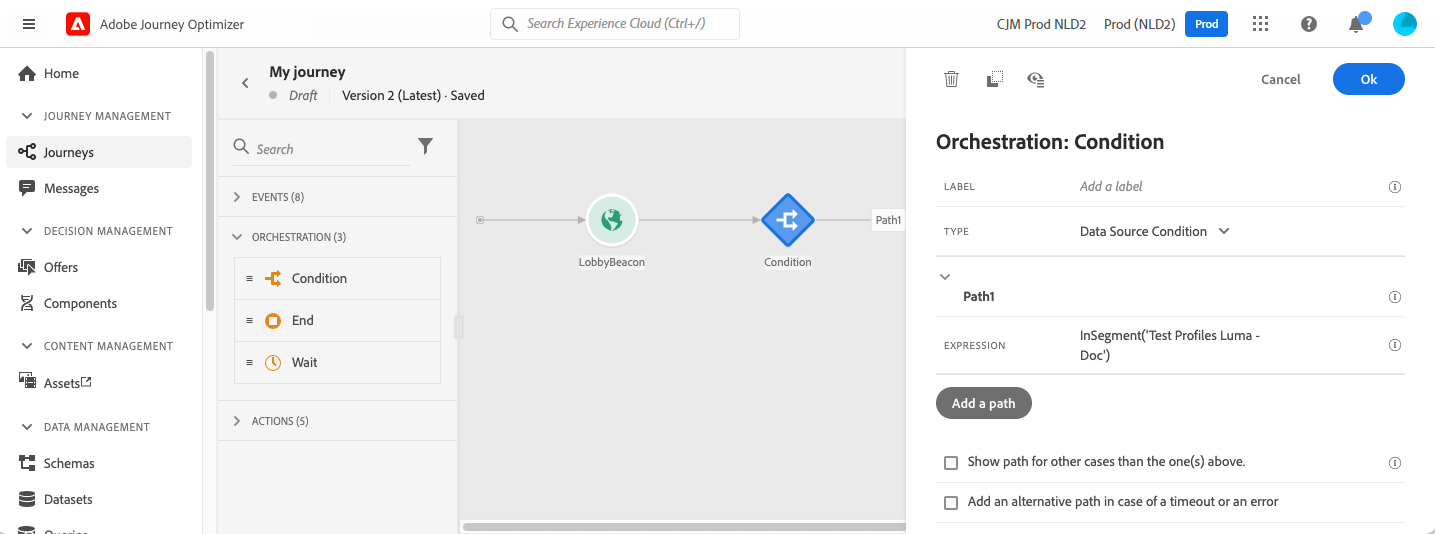 Adobe Journey Optimizer
Search Experience Cloud (Ctrl+/)
CJM Prod NLD2
Prod (NLD2)
Prod
Home
JOURNEY MANAGEMENT
Journeys
Messages
DECISION MANAGEMENT
Offers
Components
CONTENT MANAGEMENT
Assets
DATA MANAGEMENT
Schemas
Datasets
My journey
Draft
Version 2 (Latest) · Saved
Search
EVENTS (8)
ORCHESTRATION (3)
Condition
End
Wait
ACTIONS (5)
LobbyBeacon
Condition
Path1
Cancel
Ok
Orchestration: Condition
LABEL
Add a label
TYPE
Data Source Condition
Path1
EXPRESSION
InSegment('Test Profiles Luma -
Doc')
Add a path
Show path for other cases than the one(s) above.
Add an alternative path in case of a timeout or an error